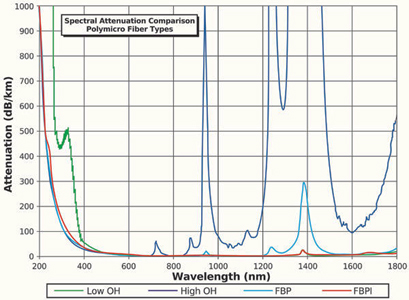 Spectral Attenuation Comparison
Polymicro Fiber Types
Attenuation (dB/km)
1000
900
800
700
600
500
400
300
200
100
0
200 400 600 800 1000 1200 1400 1600 1800
Wavelength (nm)
Low OH High OH FBP FBPI